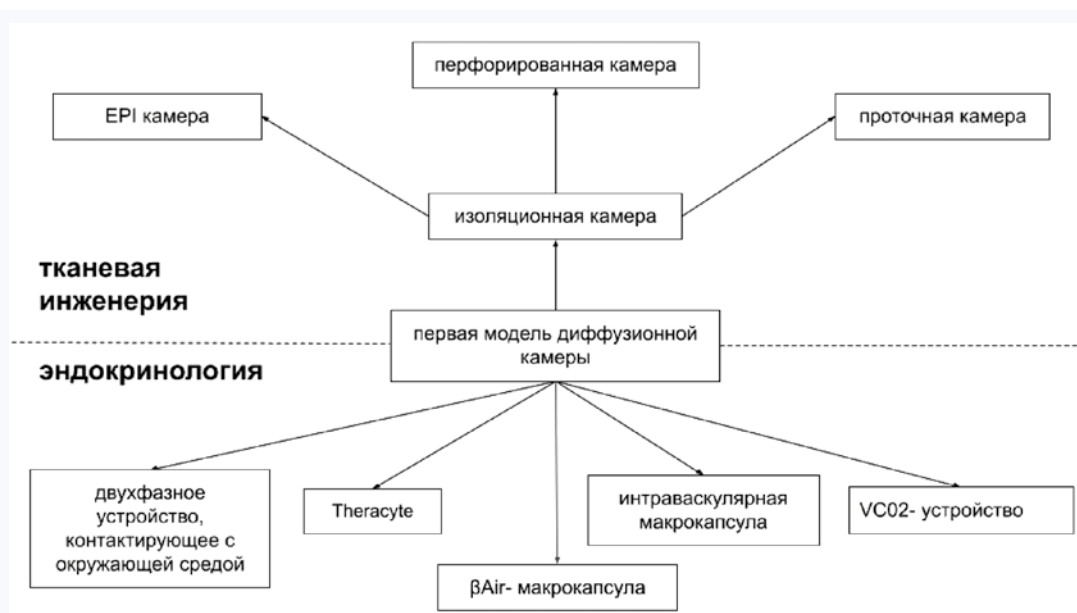 перфорированная камера
EPI камера
проточная камера
изоляционная камера
тканевая
инженерия
первая модель диффузионной
камеры
эндокринология
двухфазное
устройство,
контактирующее с
окружающей средой
Theracyte
интраваскулярная
макрокапсула
VC02- устройство
βAir- макрокапсула